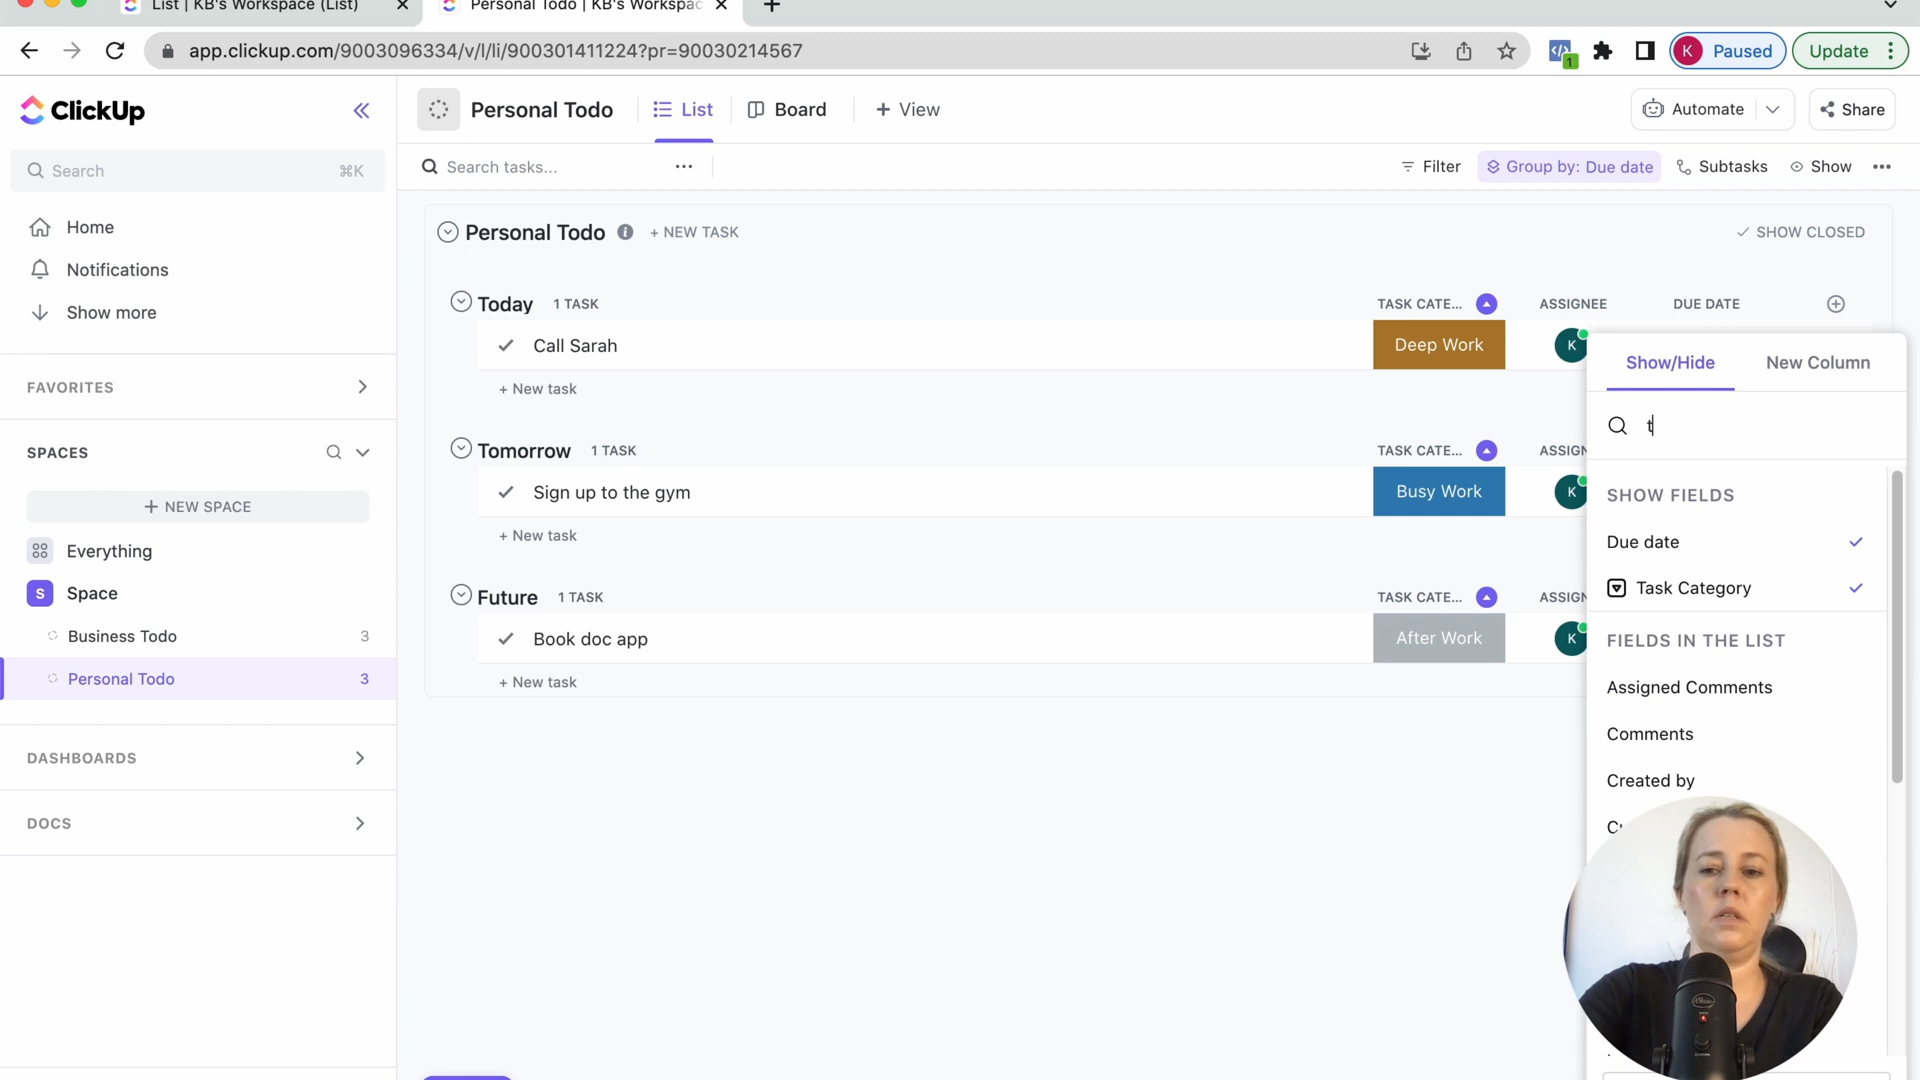 List | KB's Workspace (List)
Personal Todo | KB's Workspac
app.clickup.com/9003096334/v/l/li/900301411224?pr=90030214567
1
K
Paused
Update
ClickUp
Search
⌘K
Home
Notifications
Show more
FAVORITES
SPACES
+ NEW SPACE
Everything
S
Space
Business Todo
3
Personal Todo
3
DASHBOARDS
DOCS
Personal Todo
List
Board
+ View
Automate
Share
Search tasks...
Filter
Group by: Due date
Subtasks
Show
Personal Todo
+ NEW TASK
SHOW CLOSED
Today
1 TASK
TASK CATE...
ASSIGNEE
DUE DATE
Call Sarah
Deep Work
K
+ New task
Tomorrow
1 TASK
TASK CATE...
ASSIGN
Sign up to the gym
Busy Work
K
+ New task
Future
1 TASK
TASK CATE...
ASSIGN
Book doc app
After Work
K
+ New task
Show/Hide
New Column
t
SHOW FIELDS
Due date
Task Category
FIELDS IN THE LIST
Assigned Comments
Comments
Created by